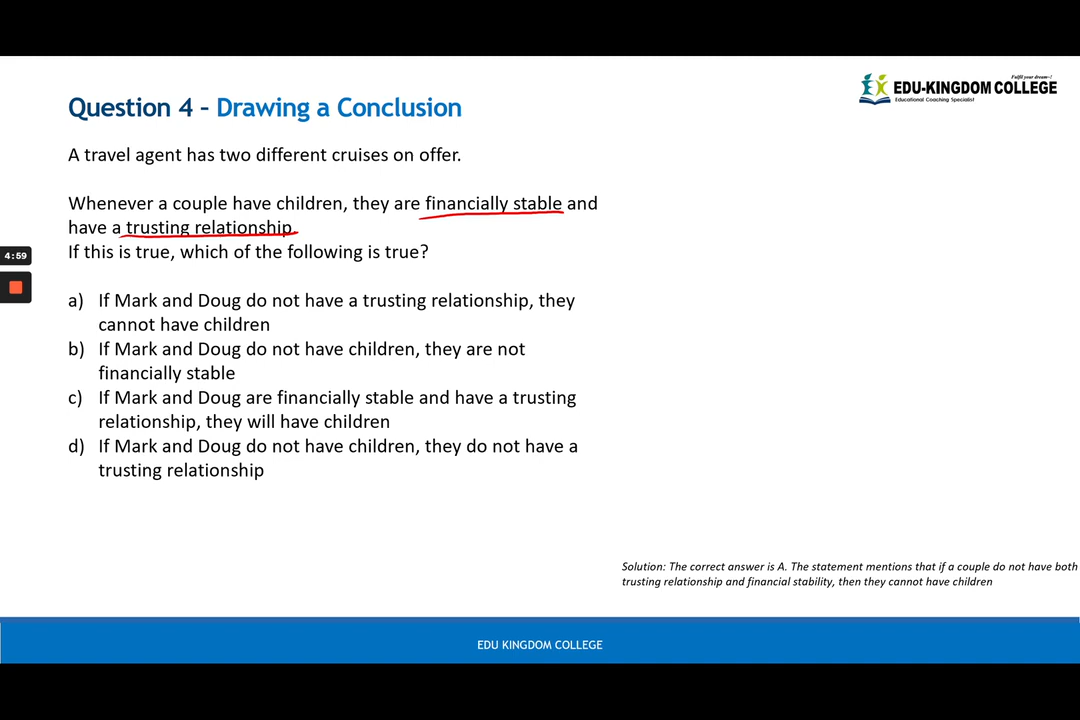 Fulfil your dream~!
EDU-KINGDOM COLLEGE
Educational Coaching Specialist
Question 4 – Drawing a Conclusion
A travel agent has two different cruises on offer.
Whenever a couple have children, they are financially stable and
have a trusting relationship.
If this is true, which of the following is true?
4:59
a) If Mark and Doug do not have a trusting relationship, they
cannot have children
b) If Mark and Doug do not have children, they are not
financially stable
c) If Mark and Doug are financially stable and have a trusting
relationship, they will have children
d) If Mark and Doug do not have children, they do not have a
trusting relationship
Solution: The correct answer is A. The statement mentions that if a couple do not have both
trusting relationship and financial stability, then they cannot have children
EDU KINGDOM COLLEGE